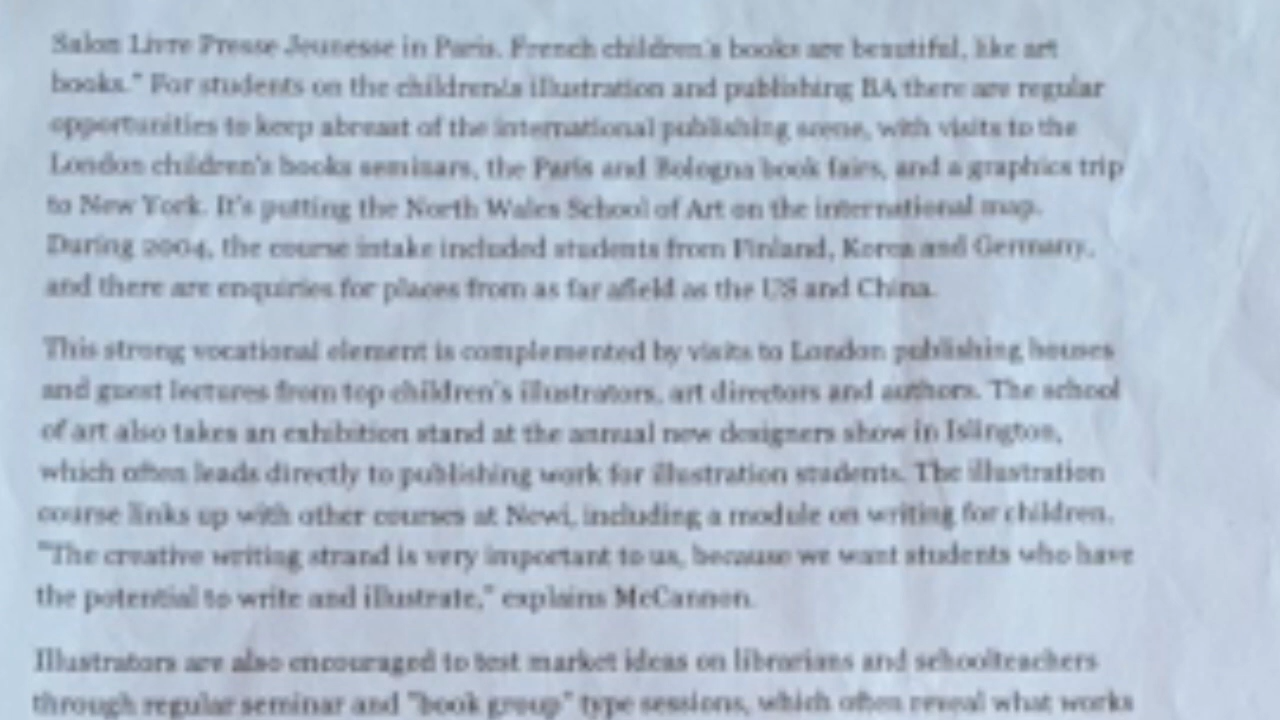 Salon Livre Presse Jeunesse in Paris. French children's books are beautiful, like art
books." For students on the children's illustration and publishing BA there are regular
opportunities to keep abreast of the international publishing scene, with visits to the
London children's books seminars, the Paris and Bologna book fairs, and a graphics trip
to New York. It's putting the North Wales School of Art on the international map.
During 2004, the course intake included students from Finland, Korea and Germany,
and there are enquiries for places from as far afield as the US and China.
This strong vocational element is complemented by visits to London publishing houses
and guest lectures from top children's illustrators, art directors and authors. The school
of art also takes an exhibition stand at the annual new designers show in Islington,
which often leads directly to publishing work for illustration students. The illustration
course links up with other courses at Newi, including a module on writing for children.
"The creative writing strand is very important to us, because we want students who have
the potential to write and illustrate," explains McCannon.
Illustrators are also encouraged to test market ideas on librarians and schoolteachers
through regular seminar and "book group" type sessions, which often reveal what works